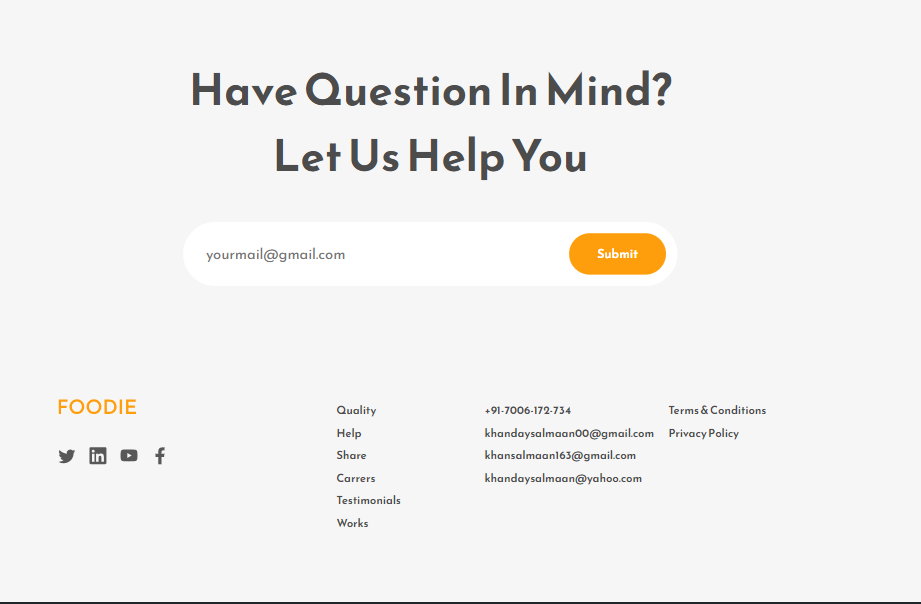 Have Question In Mind?
Let Us Help You
yourmail@gmail.com
Submit
FOODIE
Quality
Help
Share
Carrers
Testimonials
Works
+91-7006-172-734
khandaysalmaan00@gmail.com
khansalmaan163@gmail.com
khandaysalmaan@yahoo.com
Terms & Conditions
Privacy Policy